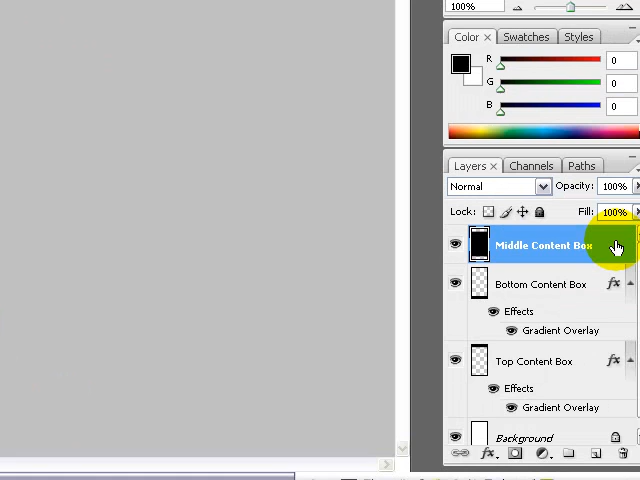 100%
Color Swatches Styles
R 0
G 0
B 0
Layers Channels Paths
Normal Opacity: 100%
Lock: Fill: 100%
Middle Content Box
Bottom Content Box fx
Effects
Gradient Overlay
Top Content Box fx
Effects
Gradient Overlay
Background
fx.